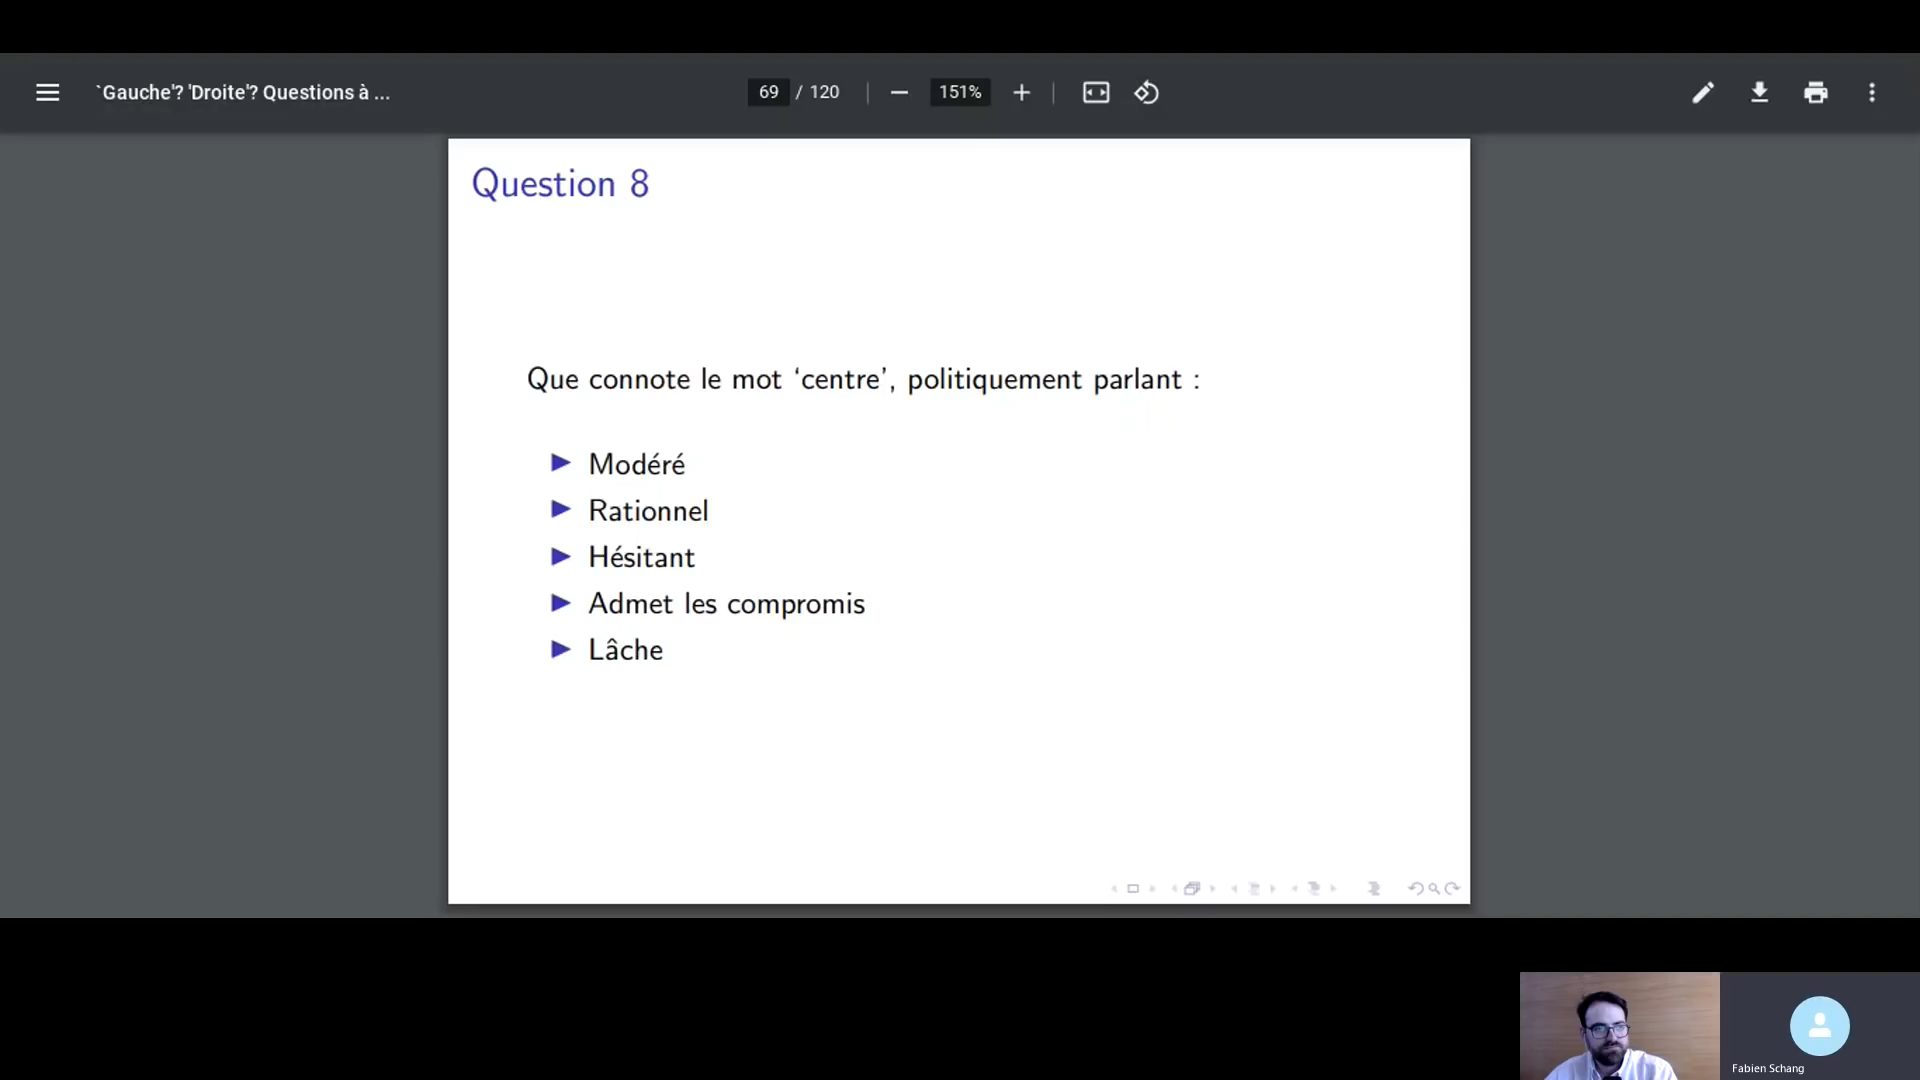 `Gauche'? 'Droite'? Questions à ...
69 / 120
151%
Question 8
Que connote le mot ‘centre’, politiquement parlant :
Modéré
Rationnel
Hésitant
Admet les compromis
Lâche
Fabien Schang